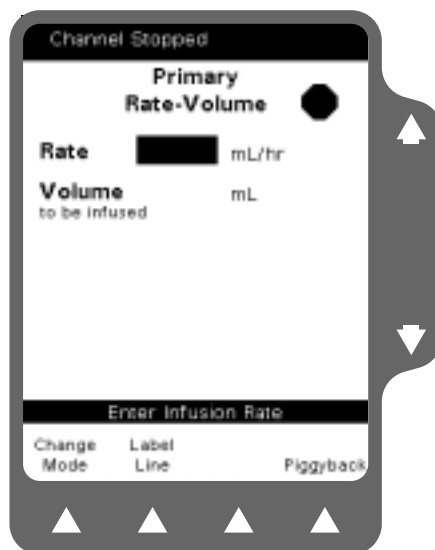 Channel Stopped
Primary
Rate-Volume
Rate mL/hr
Volume mL
to be infused
Enter Infusion Rate
Change Label
Mode Line Piggyback